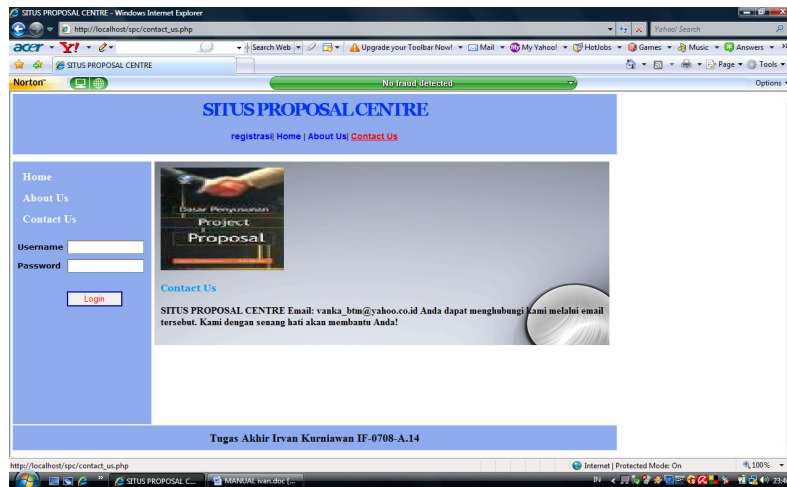 SITUS PROPOSAL CENTRE - Windows Internet Explorer
http://localhost/spc/contact_us.php
Yahoo! Search
acer Y! Search Web Upgrade your Toolbar Now! Mail My Yahoo! Hotjobs Games Music Answers
SITUS PROPOSAL CENTRE Page Tools
Norton No fraud detected Options
SITUS PROPOSAL CENTRE
registrasi| Home | About Us| Contact Us
Home
About Us
Contact Us
Username
Password
Login
Dasar Penyusunan
Project
Proposal
Contact Us
SITUS PROPOSAL CENTRE Email: vanka_btm@yahoo.co.id Anda dapat menghubungi kami melalui email
tersebut. Kami dengan senang hati akan membantu Anda!
Tugas Akhir Irvan Kurniawan IF-0708-A.14
http://localhost/spc/contact_us.php Internet | Protected Mode: On 100%
SITUS PROPOSAL C... MANUAL ivan.doc [... IN